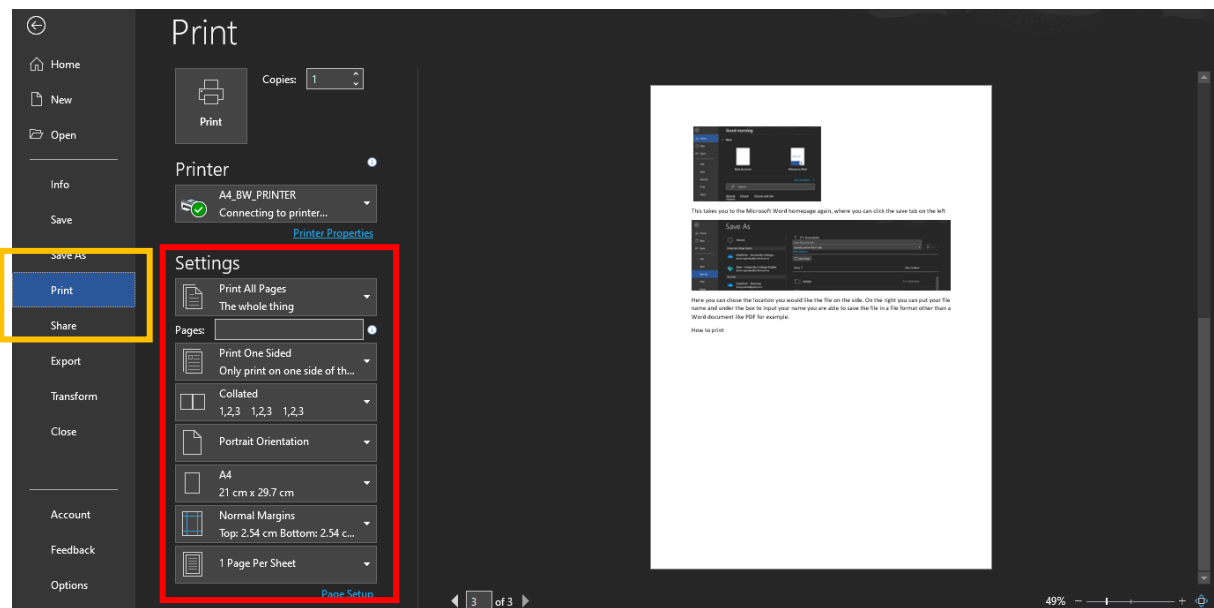 Print
Home
New
Open
Info
Save
Save As
Print
Share
Export
Transform
Close
Account
Feedback
Options
Print
Copies: 1
Printer
A4_BW_PRINTER
Connecting to printer...
Printer Properties
Settings
Print All Pages
The whole thing
Pages:
Print One Sided
Only print on one side of th...
Collated
1,2,3 1,2,3 1,2,3
Portrait Orientation
A4
21 cm x 29.7 cm
Normal Margins
Top: 2.54 cm Bottom: 2.54 c...
1 Page Per Sheet
Page Setup
Good morning
This takes you to the Microsoft Word homepage again, where you can click the save tab on the left
Save As
Here you can chose the location you would like the file on the side. On the right you can put your file
name and under the box to input your name you are able to save the file in a file format other than a
Word document like PDF for example.
How to print
3 of 3
49%